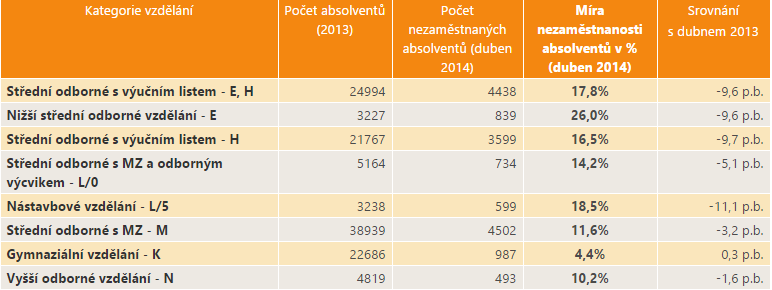 Kategorie vzdělání Počet absolventů Počet Míra Srovnání
(2013) nezaměstnaných nezaměstnanosti s dubnem 2013
absolventů (duben absolventů v %
2014) (duben 2014)
Střední odborné s výučním listem - E, H 24994 4438 17,8% -9,6 p.b.
Nižší střední odborné vzdělání - E 3227 839 26,0% -9,6 p.b.
Střední odborné s výučním listem - H 21767 3599 16,5% -9,7 p.b.
Střední odborné s MZ a odborným 5164 734 14,2% -5,1 p.b.
výcvikem - L/0
Nástavbové vzdělání - L/5 3238 599 18,5% -11,1 p.b.
Střední odborné s MZ - M 38939 4502 11,6% -3,2 p.b.
Gymnaziální vzdělání - K 22686 987 4,4% 0,3 p.b.
Vyšší odborné vzdělání - N 4819 493 10,2% -1,6 p.b.